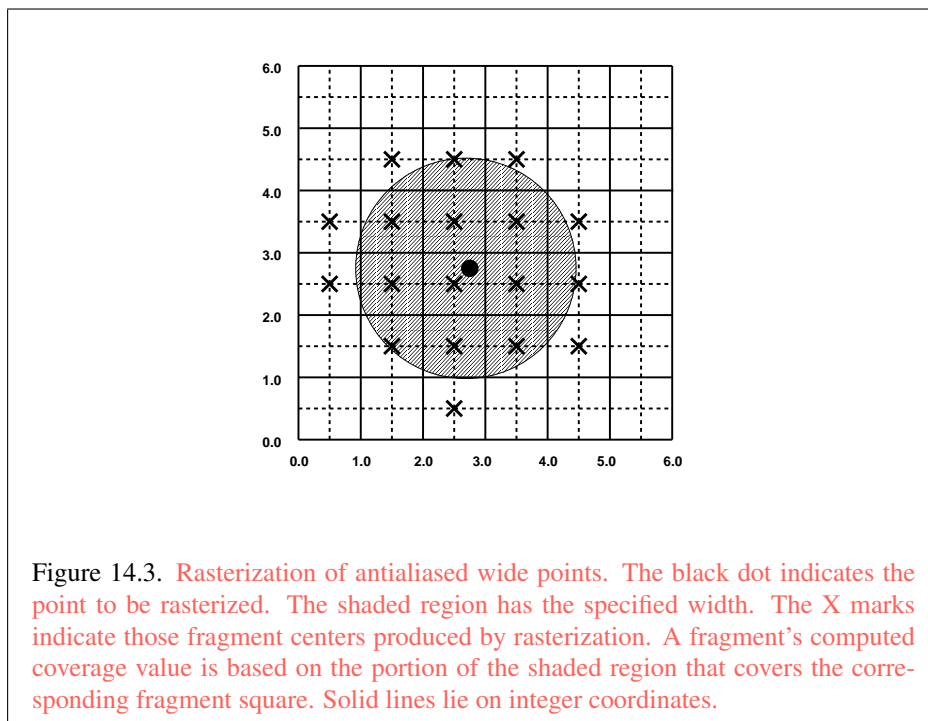 6.0
5.0
4.0
3.0
2.0
1.0
0.0
0.0 1.0 2.0 3.0 4.0 5.0 6.0
Figure 14.3. Rasterization of antialiased wide points. The black dot indicates the
point to be rasterized. The shaded region has the specified width. The X marks
indicate those fragment centers produced by rasterization. A fragment's computed
coverage value is based on the portion of the shaded region that covers the corre-
sponding fragment square. Solid lines lie on integer coordinates.